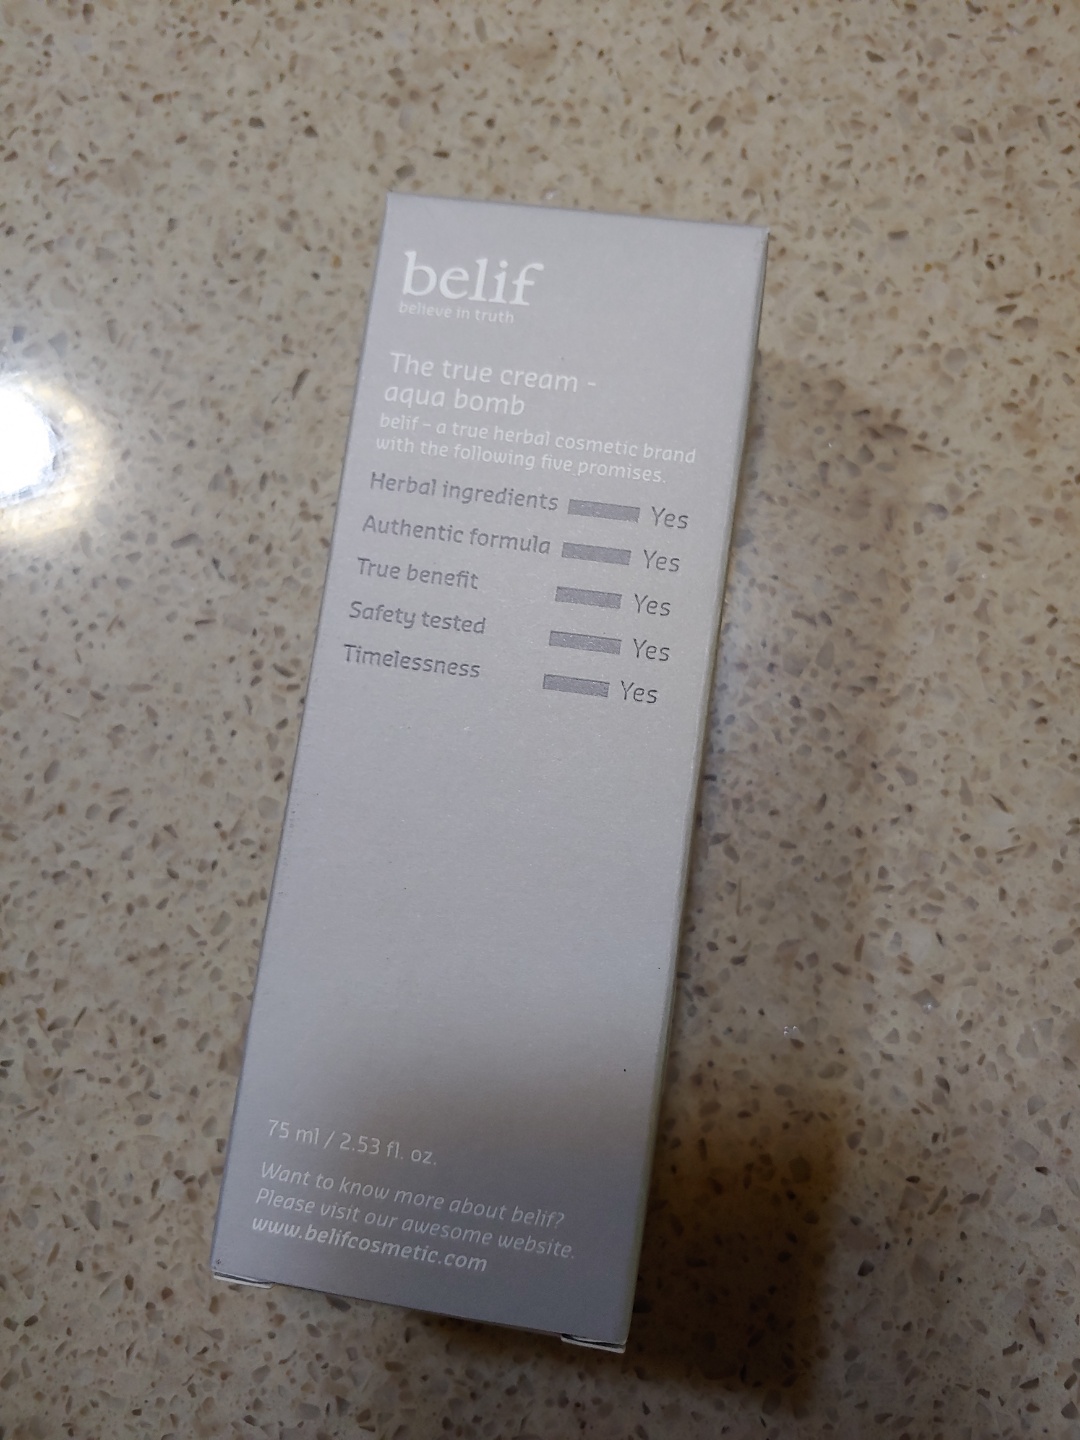 belif
believe in truth
The true cream -
aqua bomb
belif - a true herbal cosmetic brand
with the following five promises.
Herbal ingredients Yes
Authentic formula Yes
True benefit Yes
Safety tested Yes
Timelessness Yes
75 ml / 2.53 fl. oz.
Want to know more about belif?
Please visit our awesome website.
www.belifcosmetic.com